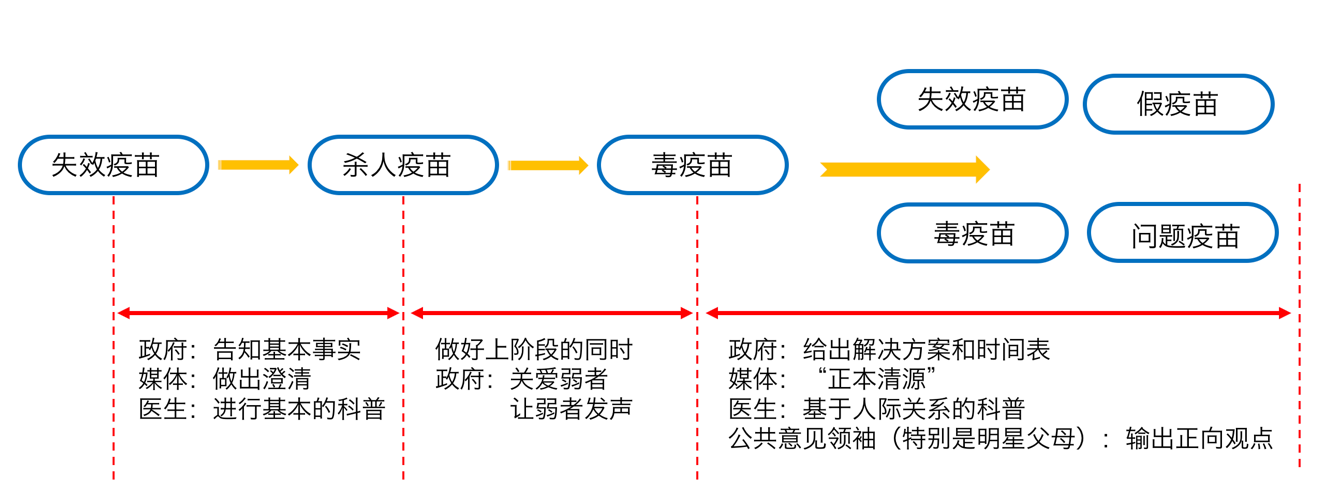 失效疫苗
杀人疫苗
毒疫苗
失效疫苗
假疫苗
毒疫苗
问题疫苗
政府：告知基本事实
媒体：做出澄清
医生：进行基本的科普
做好上阶段的同时
政府：关爱弱者
让弱者发声
政府：给出解决方案和时间表
媒体：“正本清源”
医生：基于人际关系的科普
公共意见领袖（特别是明星父母）：输出正向观点